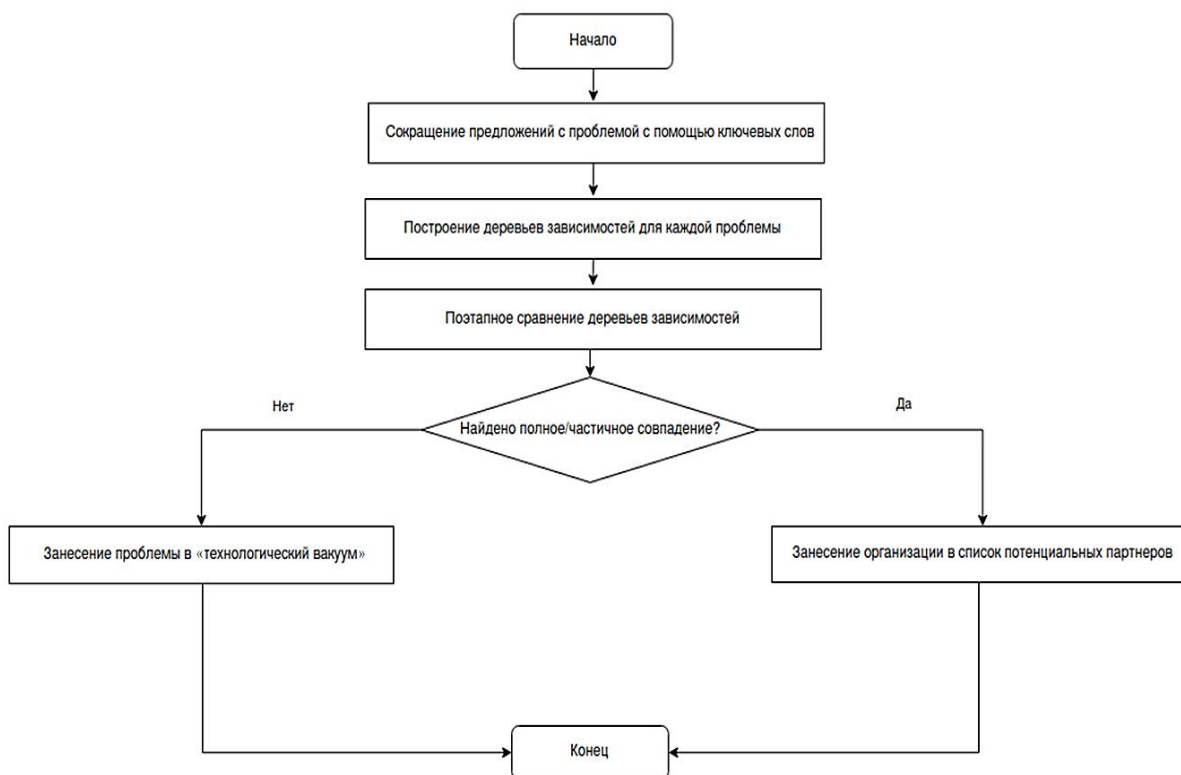 Начало
Сокращение предложений с проблемой с помощью ключевых слов
Построение деревьев зависимостей для каждой проблемы
Поэтапное сравнение деревьев зависимостей
Нет
Да
Найдено полное/частичное совпадение?
Занесение проблемы в «технологический вакуум»
Занесение организации в список потенциальных партнеров
Конец